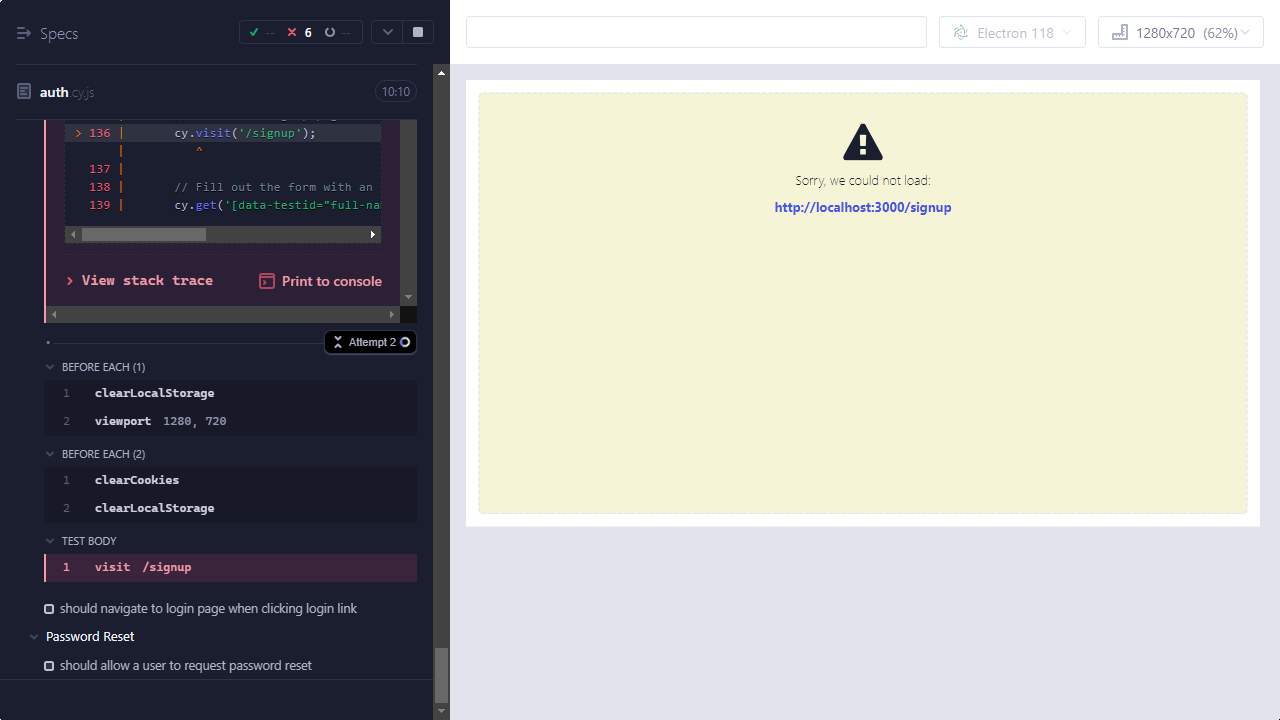 Specs
-- 6 --
auth.cy.js
10:10
> 136 | cy.visit('/signup');
| ^
137 |
138 | // Fill out the form with an
139 | cy.get('[data-testid="full-na
View stack trace
Print to console
Attempt 2
BEFORE EACH (1)
1 clearLocalStorage
2 viewport 1280, 720
BEFORE EACH (2)
1 clearCookies
2 clearLocalStorage
TEST BODY
1 visit /signup
should navigate to login page when clicking login link
Password Reset
should allow a user to request password reset
Electron 118
1280x720 (62%)
Sorry, we could not load:
http://localhost:3000/signup